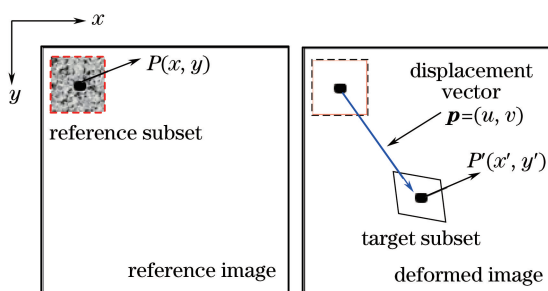 x
y
P(x, y)
reference subset
reference image
displacement
vector
p=(u, v)
P'(x', y')
target subset
deformed image